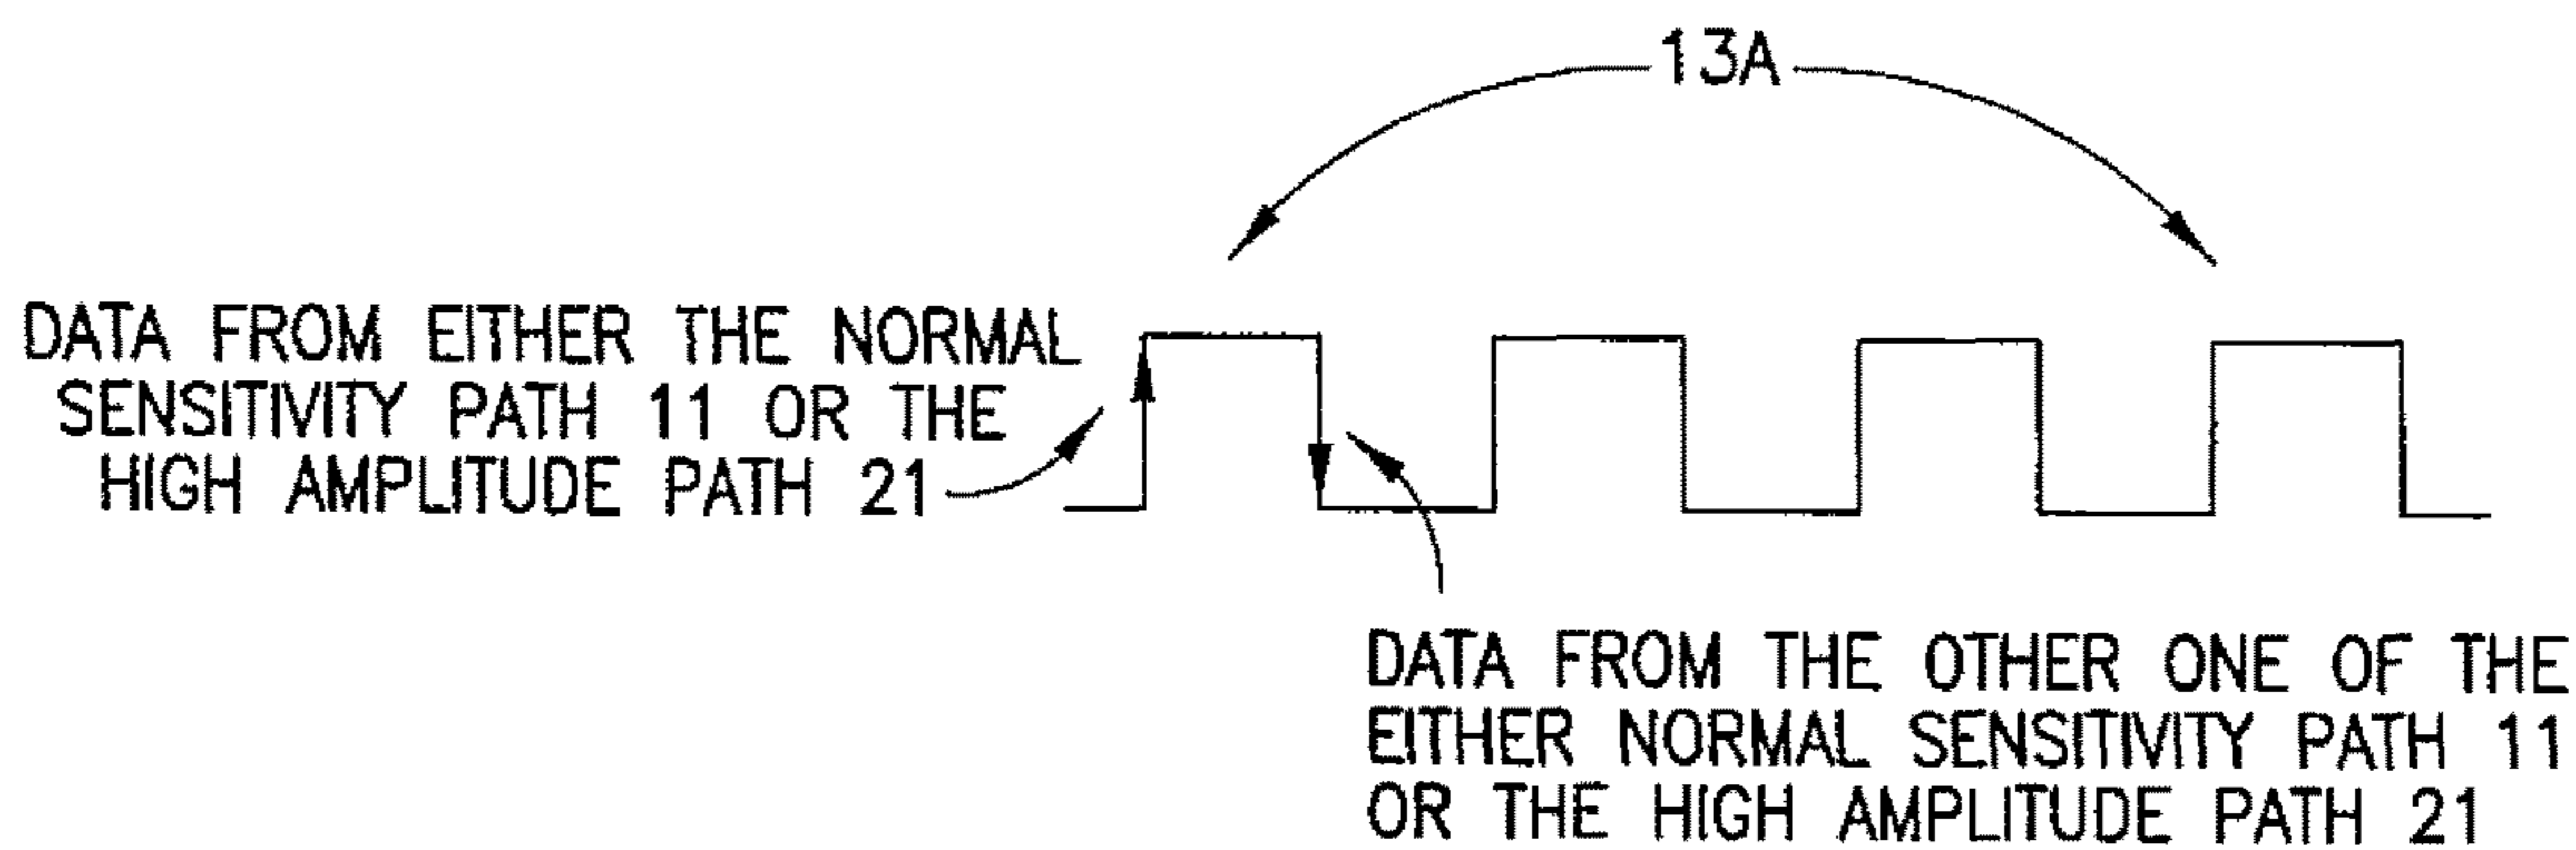 13A
DATA FROM EITHER THE NORMAL
SENSITIVITY PATH 11 OR THE
HIGH AMPLITUDE PATH 21
DATA FROM THE OTHER ONE OF THE
EITHER NORMAL SENSITIVITY PATH 11
OR THE HIGH AMPLITUDE PATH 21